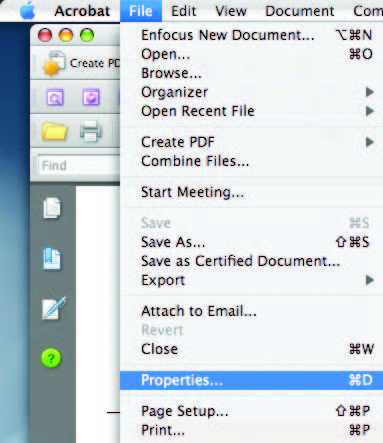 Acrobat File Edit View Document Com
Enfocus New Document... ⌥⌘N
Create PD Open... ⌘O
Browse...
Organizer ▶
Open Recent File ▶
Create PDF ▶
Combine Files...
Find
Start Meeting...
Save ⌘S
Save As... ⇧⌘S
Save as Certified Document...
Export ▶
Attach to Email...
Revert
Close ⌘W
?
Properties... ⌘D
Page Setup... ⇧⌘P
Print... ⌘P